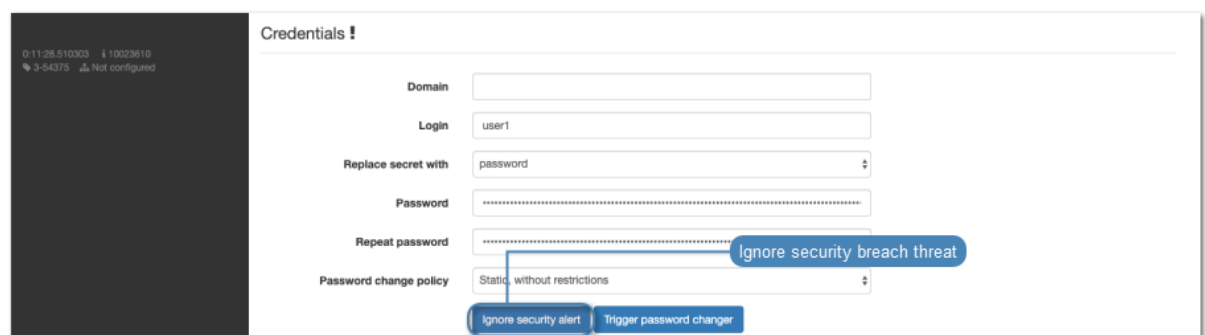 Credentials !
0:11:28.510303 i 10023610
3-54375 Not configured
Domain
Login user1
Replace secret with password
Password
Repeat password
Ignore security breach threat
Password change policy Static, without restrictions
Ignore security alert Trigger password changer